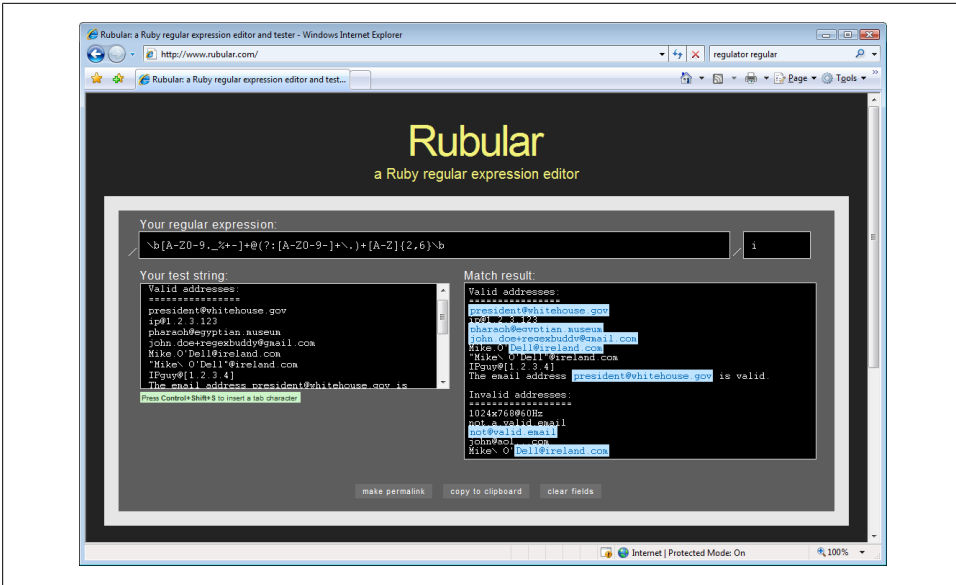 Rubular: a Ruby regular expression editor and tester - Windows Internet Explorer
http://www.rubular.com/
regulator regular
Rubular: a Ruby regular expression editor and test...
Page
Tools
Rubular
a Ruby regular expression editor
Your regular expression:
/ \b[A-Z0-9._%+-]+@(?:[A-Z0-9-]+\.)+[A-Z]{2,6}\b / i
Your test string:
Valid addresses:
================
president@whitehouse.gov
ip@1.2.3.123
pharaoh@egyptian.museum
john.doe+regexbuddy@gmail.com
Mike.O'Dell@ireland.com
"Mike\ O'Dell"@ireland.com
IPguy@[1.2.3.4]
The email address president@whitehouse.gov is
Press Control+Shift+S to insert a tab character
Match result:
Valid addresses:
================
president@whitehouse.gov
ip@1.2.3.123
pharaoh@egyptian.museum
john.doe+regexbuddy@gmail.com
Mike.O'Dell@ireland.com
"Mike\ O'Dell"@ireland.com
IPguy@[1.2.3.4]
The email address president@whitehouse.gov is valid.
Invalid addresses:
==================
1024x768@60Hz
not.a.valid.email
not@valid.email
john@aol...com
Mike\ O'Dell@ireland.com
make permalink
copy to clipboard
clear fields
Internet | Protected Mode: On
100%